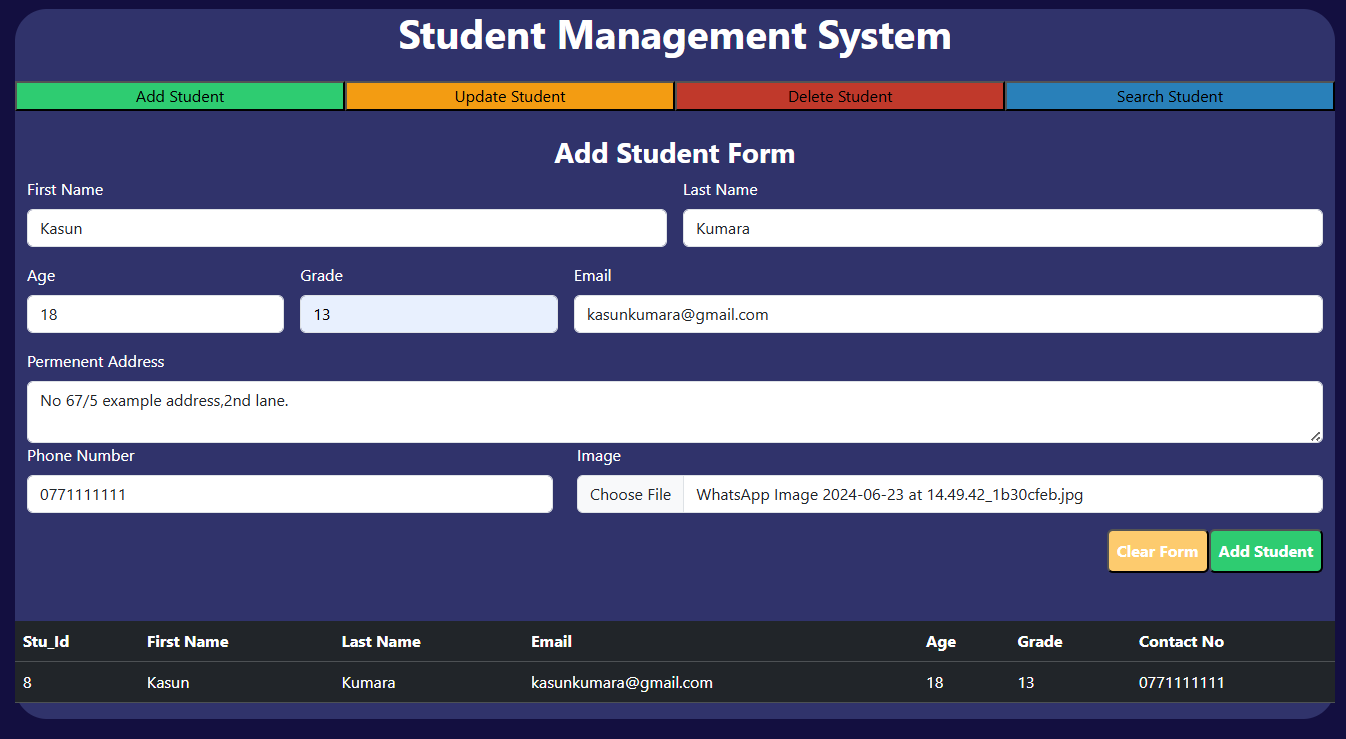 Student Management System
Add Student Update Student Delete Student Search Student
Add Student Form
First Name Last Name
Kasun Kumara
Age Grade Email
18 13 kasunkumara@gmail.com
Permenent Address
No 67/5 example address,2nd lane.
Phone Number Image
0771111111 Choose File WhatsApp Image 2024-06-23 at 14.49.42_1b30cfeb.jpg
Clear Form Add Student
Stu_Id First Name Last Name Email Age Grade Contact No
8 Kasun Kumara kasunkumara@gmail.com 18 13 0771111111